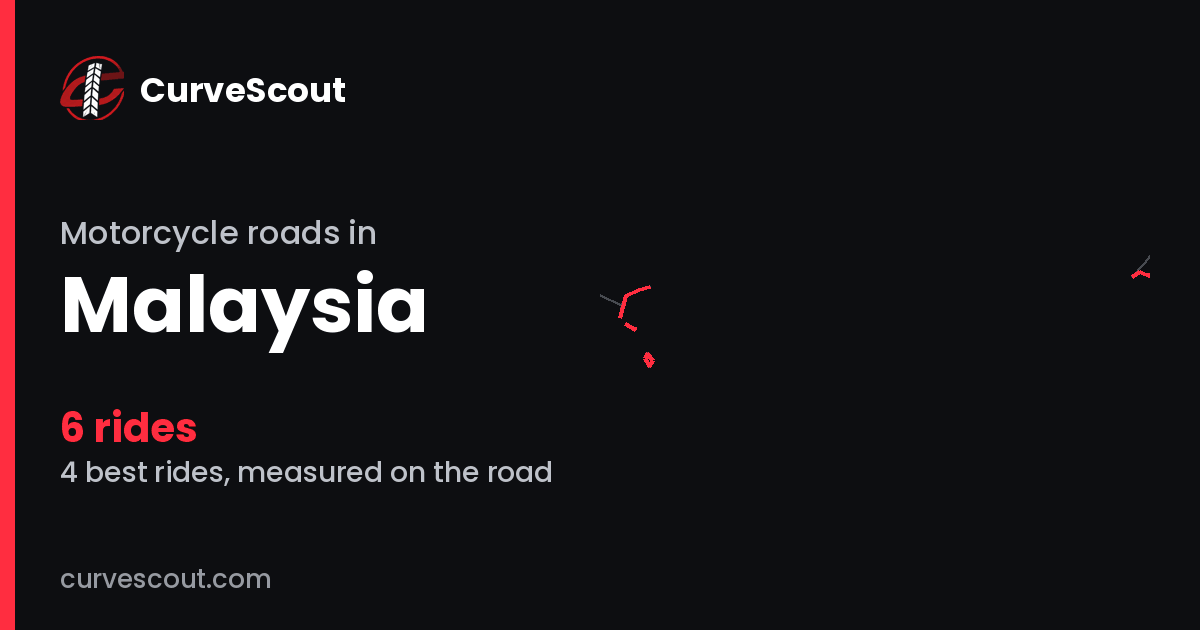 CurveScout
Motorcycle roads in
Malaysia
6 rides
4 best rides, measured on the road
curvescout.com